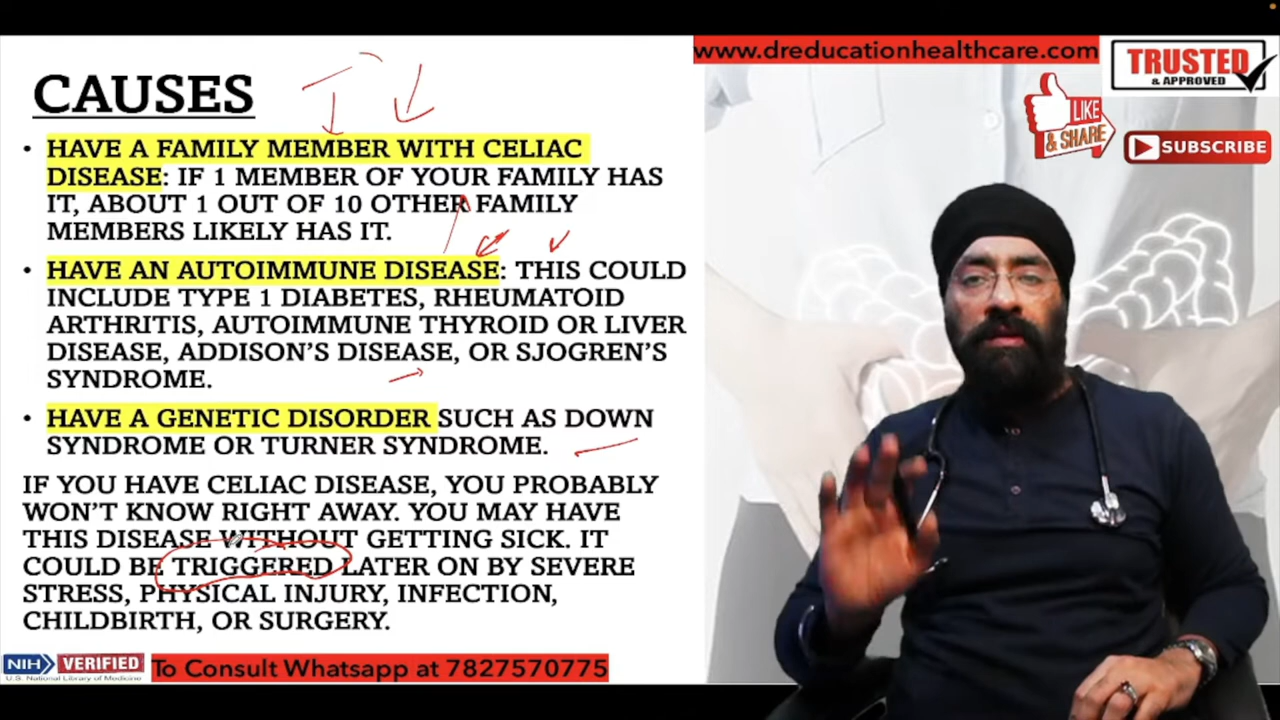 www.dreducationhealthcare.com
TRUSTED
& APPROVED
LIKE
& SHARE
SUBSCRIBE
CAUSES
• HAVE A FAMILY MEMBER WITH CELIAC
DISEASE: IF 1 MEMBER OF YOUR FAMILY HAS
IT, ABOUT 1 OUT OF 10 OTHER FAMILY
MEMBERS LIKELY HAS IT.
• HAVE AN AUTOIMMUNE DISEASE: THIS COULD
INCLUDE TYPE 1 DIABETES, RHEUMATOID
ARTHRITIS, AUTOIMMUNE THYROID OR LIVER
DISEASE, ADDISON'S DISEASE, OR SJOGREN'S
SYNDROME.
• HAVE A GENETIC DISORDER SUCH AS DOWN
SYNDROME OR TURNER SYNDROME.
IF YOU HAVE CELIAC DISEASE, YOU PROBABLY
WON'T KNOW RIGHT AWAY. YOU MAY HAVE
THIS DISEASE WITHOUT GETTING SICK. IT
COULD BE TRIGGERED LATER ON BY SEVERE
STRESS, PHYSICAL INJURY, INFECTION,
CHILDBIRTH, OR SURGERY.
NIH VERIFIED
U.S. National Library of Medicine
To Consult Whatsapp at 7827570775